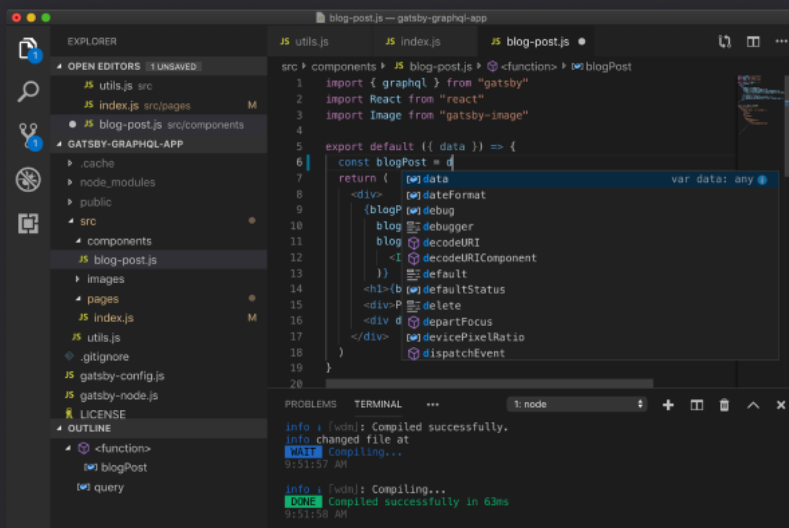 blog-post.js — gatsby-graphql-app
EXPLORER
OPEN EDITORS 1 UNSAVED
JS utils.js src
JS index.js src/pages M
JS blog-post.js src/components
GATSBY-GRAPHQL-APP
.cache
node_modules
public
src
components
JS blog-post.js
images
pages
JS index.js M
JS utils.js
.gitignore
JS gatsby-config.js
JS gatsby-node.js
LICENSE
OUTLINE
<function>
blogPost
query
1
1
JS utils.js JS index.js JS blog-post.js
src components JS blog-post.js <function> blogPost
1 import { graphql } from "gatsby"
2 import React from "react"
3 import Image from "gatsby-image"
4
5 export default ({ data }) => {
6 const blogPost = d
7 return (
8 <div>
9 {blogP
10 blog
11 blog
12 <I
13 )}
14 <h1>{b
15 <div>P
16 <div d
17 </div>
18 )
19 }
20
data var data: any
dateFormat
debug
debugger
decodeURI
decodeURIComponent
default
defaultStatus
delete
departFocus
devicePixelRatio
dispatchEvent
PROBLEMS TERMINAL ••• 1: node
info ↓ [wdm]: Compiled successfully.
info changed file at
WAIT Compiling...
9:51:57 AM
info ↓ [wdm]: Compiling...
DONE Compiled successfully in 63ms
9:51:58 AM